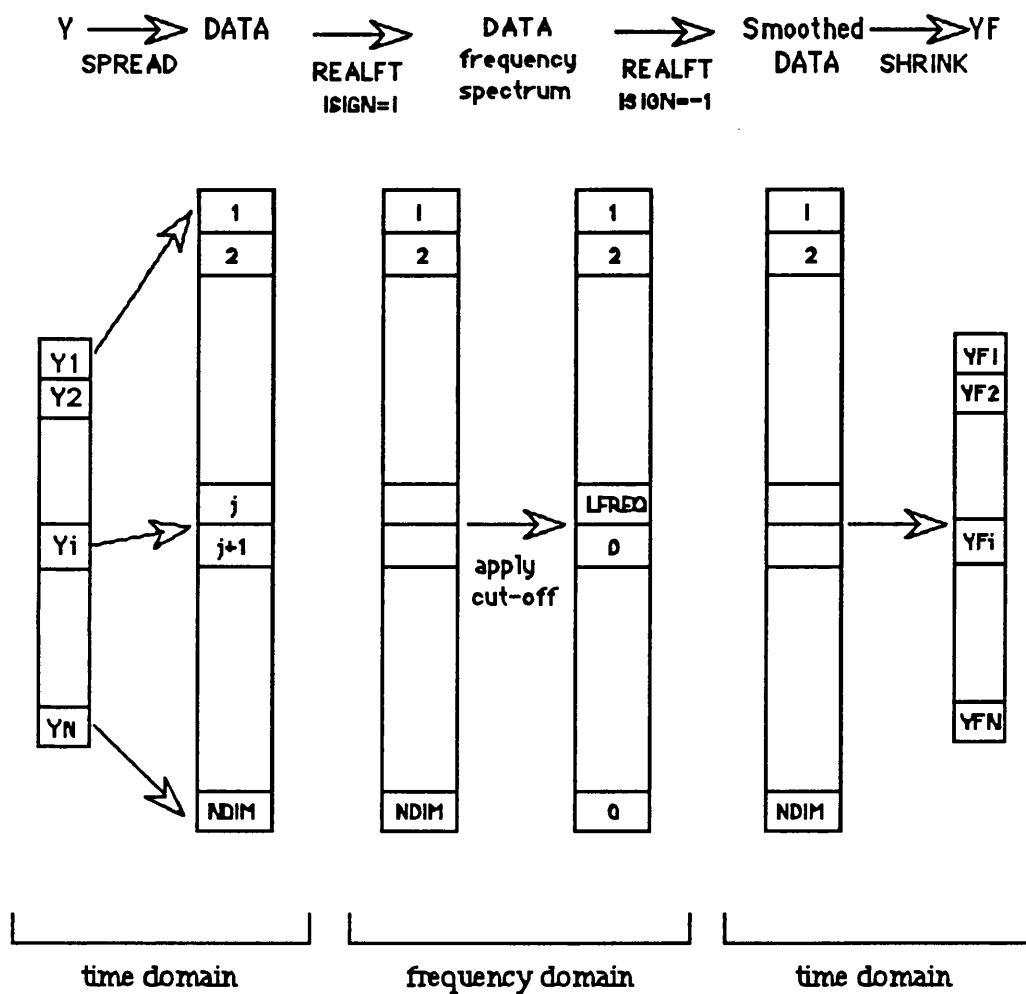 Y DATA DATA Smoothed YF
SPREAD REALFT frequency REALFT DATA SHRINK
ISIGN=1 spectrum ISIGN=-1
1 1 1 1
2 2 2 2
Y1 YF1
Y2 YF2
j LFREQ
Yi j+1 0 YFi
apply
cut-off
YN YFN
NDIM NDIM 0 NDIM
time domain frequency domain time domain